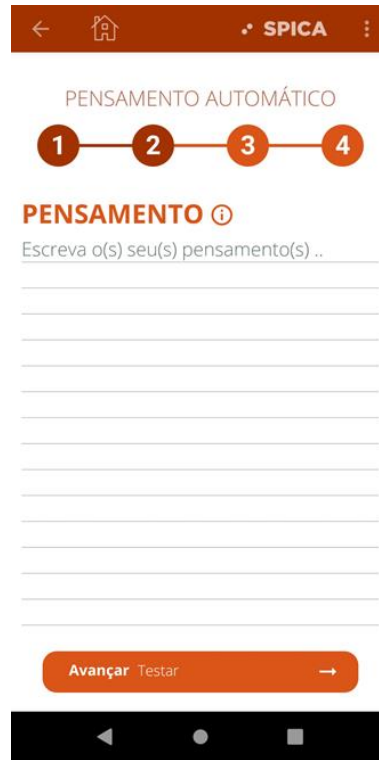 SPICA
PENSAMENTO AUTOMÁTICO
1 2 3 4
PENSAMENTO
Escreva o(s) seu(s) pensamento(s) ..
Avançar Testar